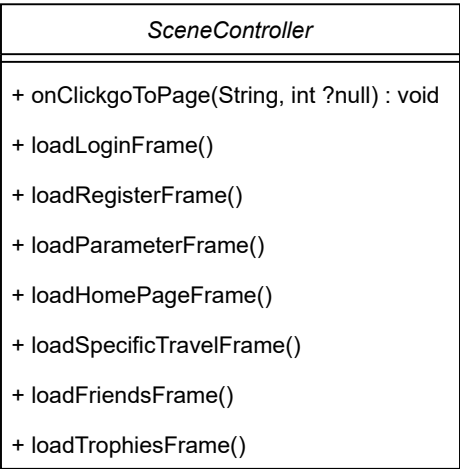 SceneController
+ onClickgoToPage(String, int ?null) : void
+ loadLoginFrame()
+ loadRegisterFrame()
+ loadParameterFrame()
+ loadHomePageFrame()
+ loadSpecificTravelFrame()
+ loadFriendsFrame()
+ loadTrophiesFrame()